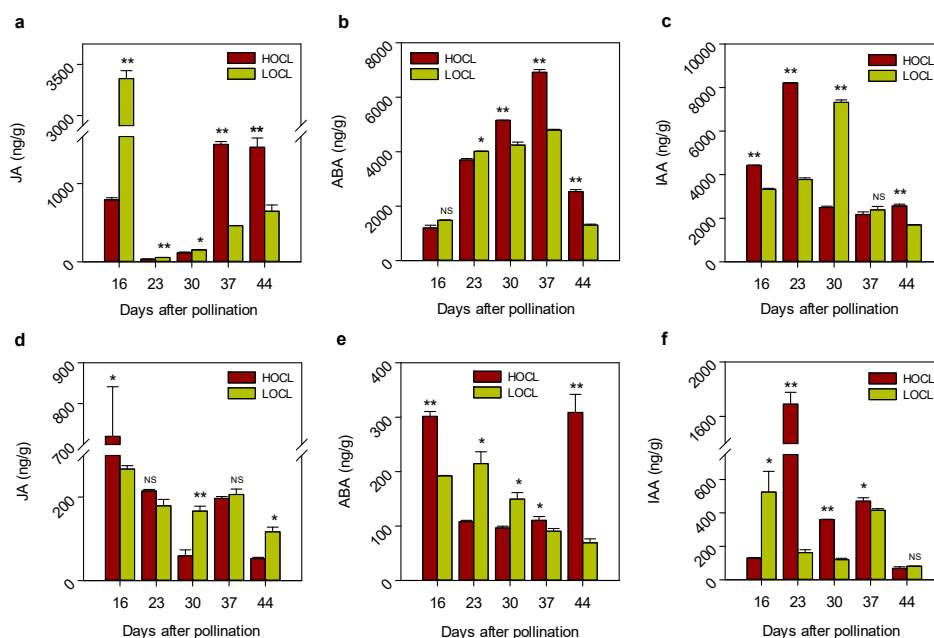 a
JA (ng/g)
3500
3000
1000
0
**
**
*
**
**
HOCL
LOCL
16 23 30 37 44
Days after pollination
b
ABA (ng/g)
8000
6000
4000
2000
0
HOCL
LOCL
NS
*
**
**
**
16 23 30 37 44
Days after pollination
c
IAA (ng/g)
10000
8000
6000
4000
2000
0
**
**
**
NS
**
HOCL
LOCL
16 23 30 37 44
Days after pollination
d
JA (ng/g)
900
800
700
200
0
*
NS
**
NS
*
HOCL
LOCL
16 23 30 37 44
Days after pollination
e
ABA (ng/g)
400
300
200
100
0
**
*
*
*
**
HOCL
LOCL
16 23 30 37 44
Days after pollination
f
IAA (ng/g)
2000
1600
600
400
200
0
*
**
**
*
NS
HOCL
LOCL
16 23 30 37 44
Days after pollination